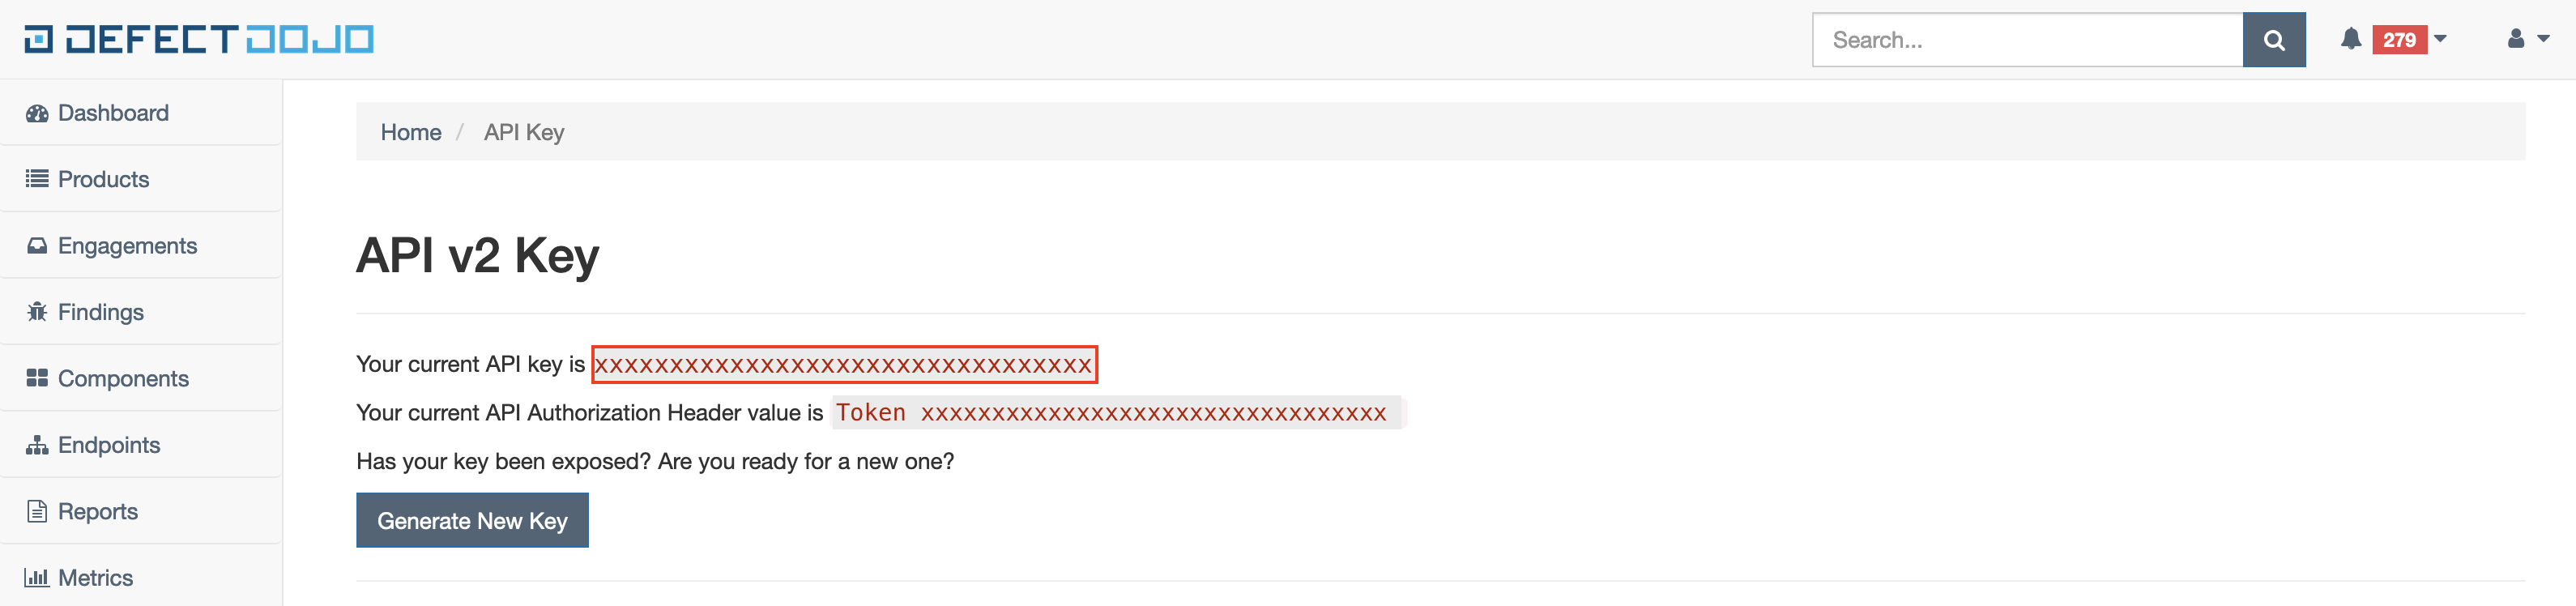 DEFECTDOJO
Search...
279
Dashboard
Products
Engagements
Findings
Components
Endpoints
Reports
Metrics
Home / API Key
API v2 Key
Your current API key is xxxxxxxxxxxxxxxxxxxxxxxxxxxxxxxxx
Your current API Authorization Header value is Token xxxxxxxxxxxxxxxxxxxxxxxxxxxxxxxxx
Has your key been exposed? Are you ready for a new one?
Generate New Key